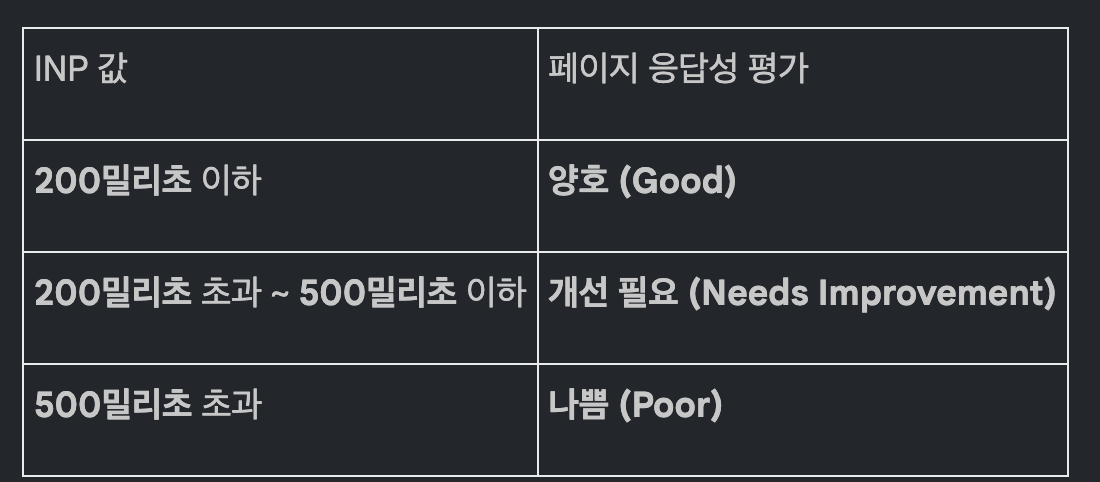 INP 값
페이지 응답성 평가
200밀리초 이하
양호 (Good)
200밀리초 초과 ~ 500밀리초 이하
개선 필요 (Needs Improvement)
500밀리초 초과
나쁨 (Poor)